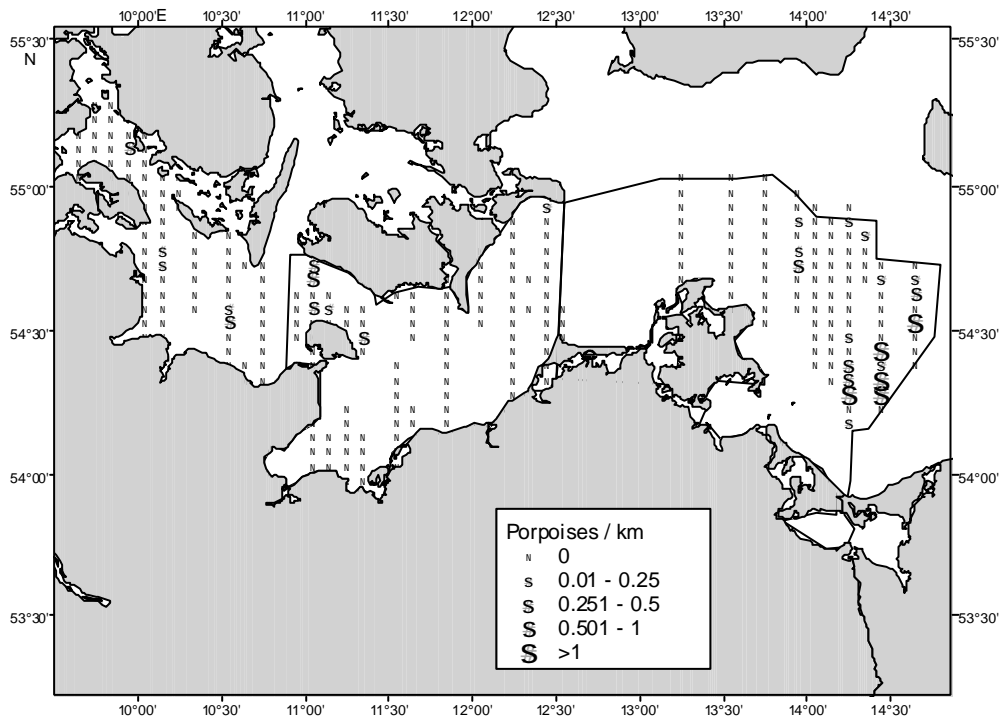 10°00'E 10°30' 11°00' 11°30' 12°00' 12°30' 13°00' 13°30' 14°00' 14°30'
55°30' 55°30'
N
55°00' 55°00'
54°30' 54°30'
54°00' 54°00'
Porpoises / km
N 0
s 0.01 - 0.25
S 0.251 - 0.5
S 0.501 - 1
S >1
53°30' 53°30'
10°00' 10°30' 11°00' 11°30' 12°00' 12°30' 13°00' 13°30' 14°00' 14°30'